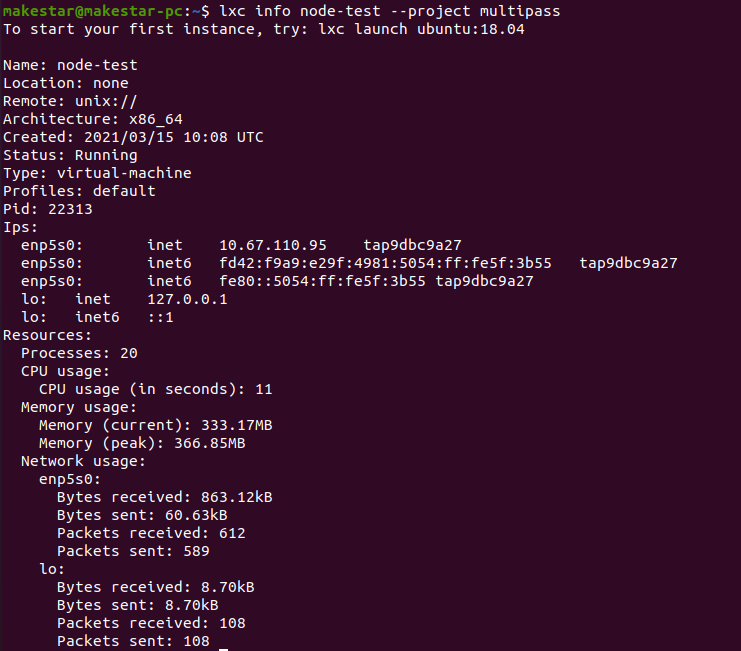 makestar@makestar-pc:~$ lxc info node-test --project multipass
To start your first instance, try: lxc launch ubuntu:18.04

Name: node-test
Location: none
Remote: unix://
Architecture: x86_64
Created: 2021/03/15 10:08 UTC
Status: Running
Type: virtual-machine
Profiles: default
Pid: 22313
Ips:
  enp5s0:       inet    10.67.110.95    tap9dbc9a27
  enp5s0:       inet6   fd42:f9a9:e29f:4981:5054:ff:fe5f:3b55   tap9dbc9a27
  enp5s0:       inet6   fe80::5054:ff:fe5f:3b55 tap9dbc9a27
  lo:   inet    127.0.0.1
  lo:   inet6   ::1
Resources:
  Processes: 20
  CPU usage:
    CPU usage (in seconds): 11
  Memory usage:
    Memory (current): 333.17MB
    Memory (peak): 366.85MB
  Network usage:
    enp5s0:
      Bytes received: 863.12kB
      Bytes sent: 60.63kB
      Packets received: 612
      Packets sent: 589
    lo:
      Bytes received: 8.70kB
      Bytes sent: 8.70kB
      Packets received: 108
      Packets sent: 108